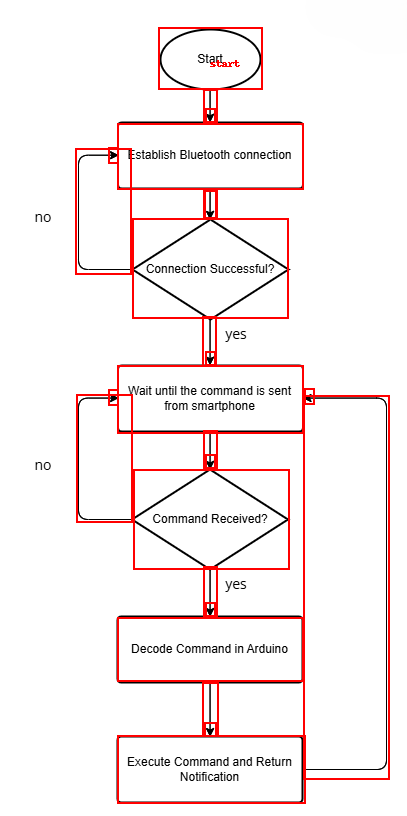 Start
start
Establish Bluetooth connection
no
Connection Successful?
yes
Wait until the command is sent
from smartphone
no
Command Received?
yes
Decode Command in Arduino
Execute Command and Return
Notification